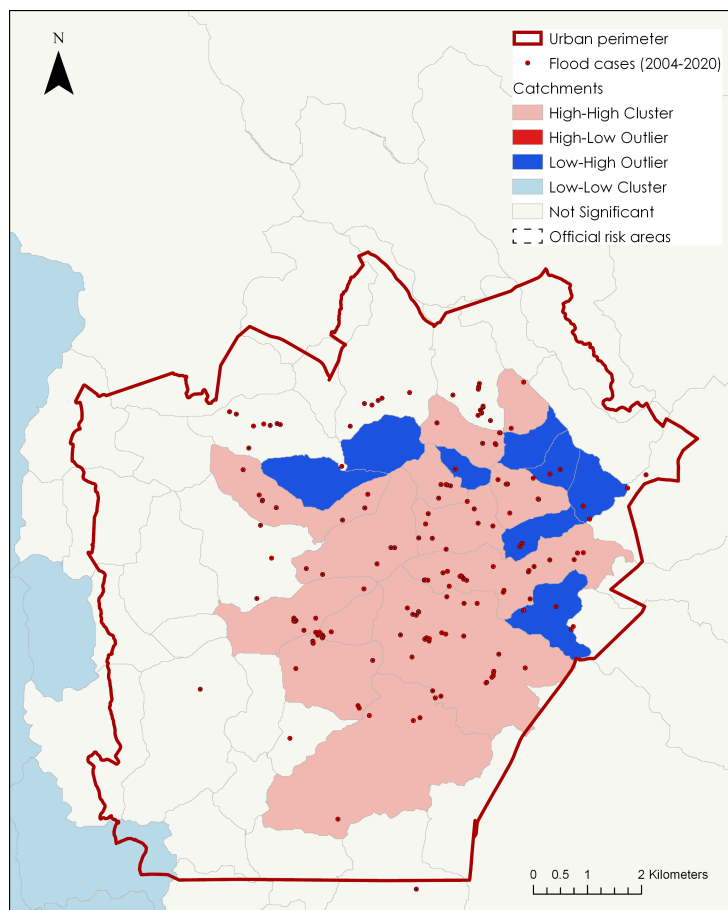 N
Urban perimeter
Flood cases (2004-2020)
Catchments
High-High Cluster
High-Low Outlier
Low-High Outlier
Low-Low Cluster
Not Significant
Official risk areas
0 0.5 1 2 Kilometers